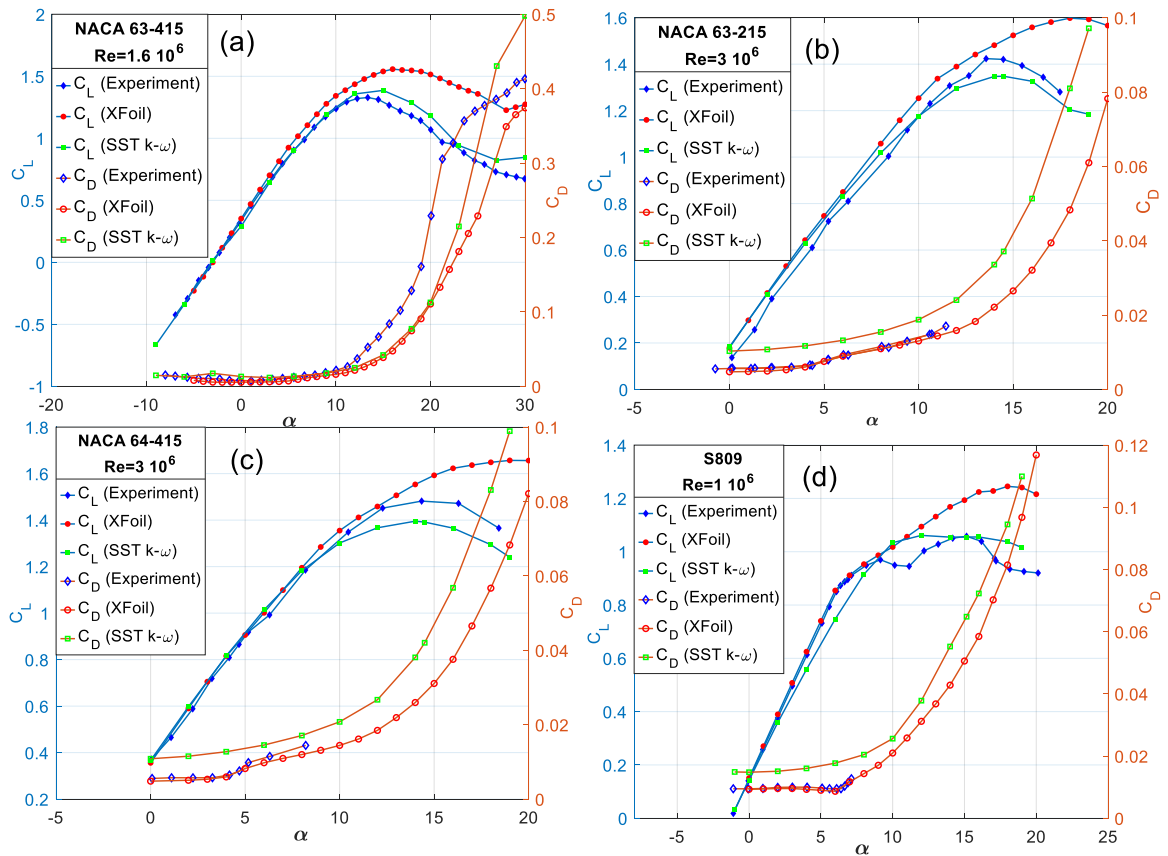 NACA 63-415
Re=1.6 10^6
(a)
C_L (Experiment)
C_L (XFoil)
C_L (SST k-ω)
C_D (Experiment)
C_D (XFoil)
C_D (SST k-ω)
2
1.5
1
0.5
0
-0.5
-1
C_L
0.5
0.4
0.3
0.2
0.1
0
C_D
-20
-10
0
10
20
30
α
NACA 63-215
Re=3 10^6
(b)
C_L (Experiment)
C_L (XFoil)
C_L (SST k-ω)
C_D (Experiment)
C_D (XFoil)
C_D (SST k-ω)
1.6
1.4
1.2
1
0.8
0.6
0.4
0.2
0
C_L
0.1
0.08
0.06
0.04
0.02
0
C_D
-5
0
5
10
15
20
α
NACA 64-415
Re=3 10^6
(c)
C_L (Experiment)
C_L (XFoil)
C_L (SST k-ω)
C_D (Experiment)
C_D (XFoil)
C_D (SST k-ω)
1.8
1.6
1.4
1.2
1
0.8
0.6
0.4
0.2
C_L
0.1
0.08
0.06
0.04
0.02
0
C_D
-5
0
5
10
15
20
α
S809
Re=1 10^6
(d)
C_L (Experiment)
C_L (XFoil)
C_L (SST k-ω)
C_D (Experiment)
C_D (XFoil)
C_D (SST k-ω)
1.4
1.2
1
0.8
0.6
0.4
0.2
0
C_L
0.12
0.1
0.08
0.06
0.04
0.02
0
C_D
-5
0
5
10
15
20
25
α